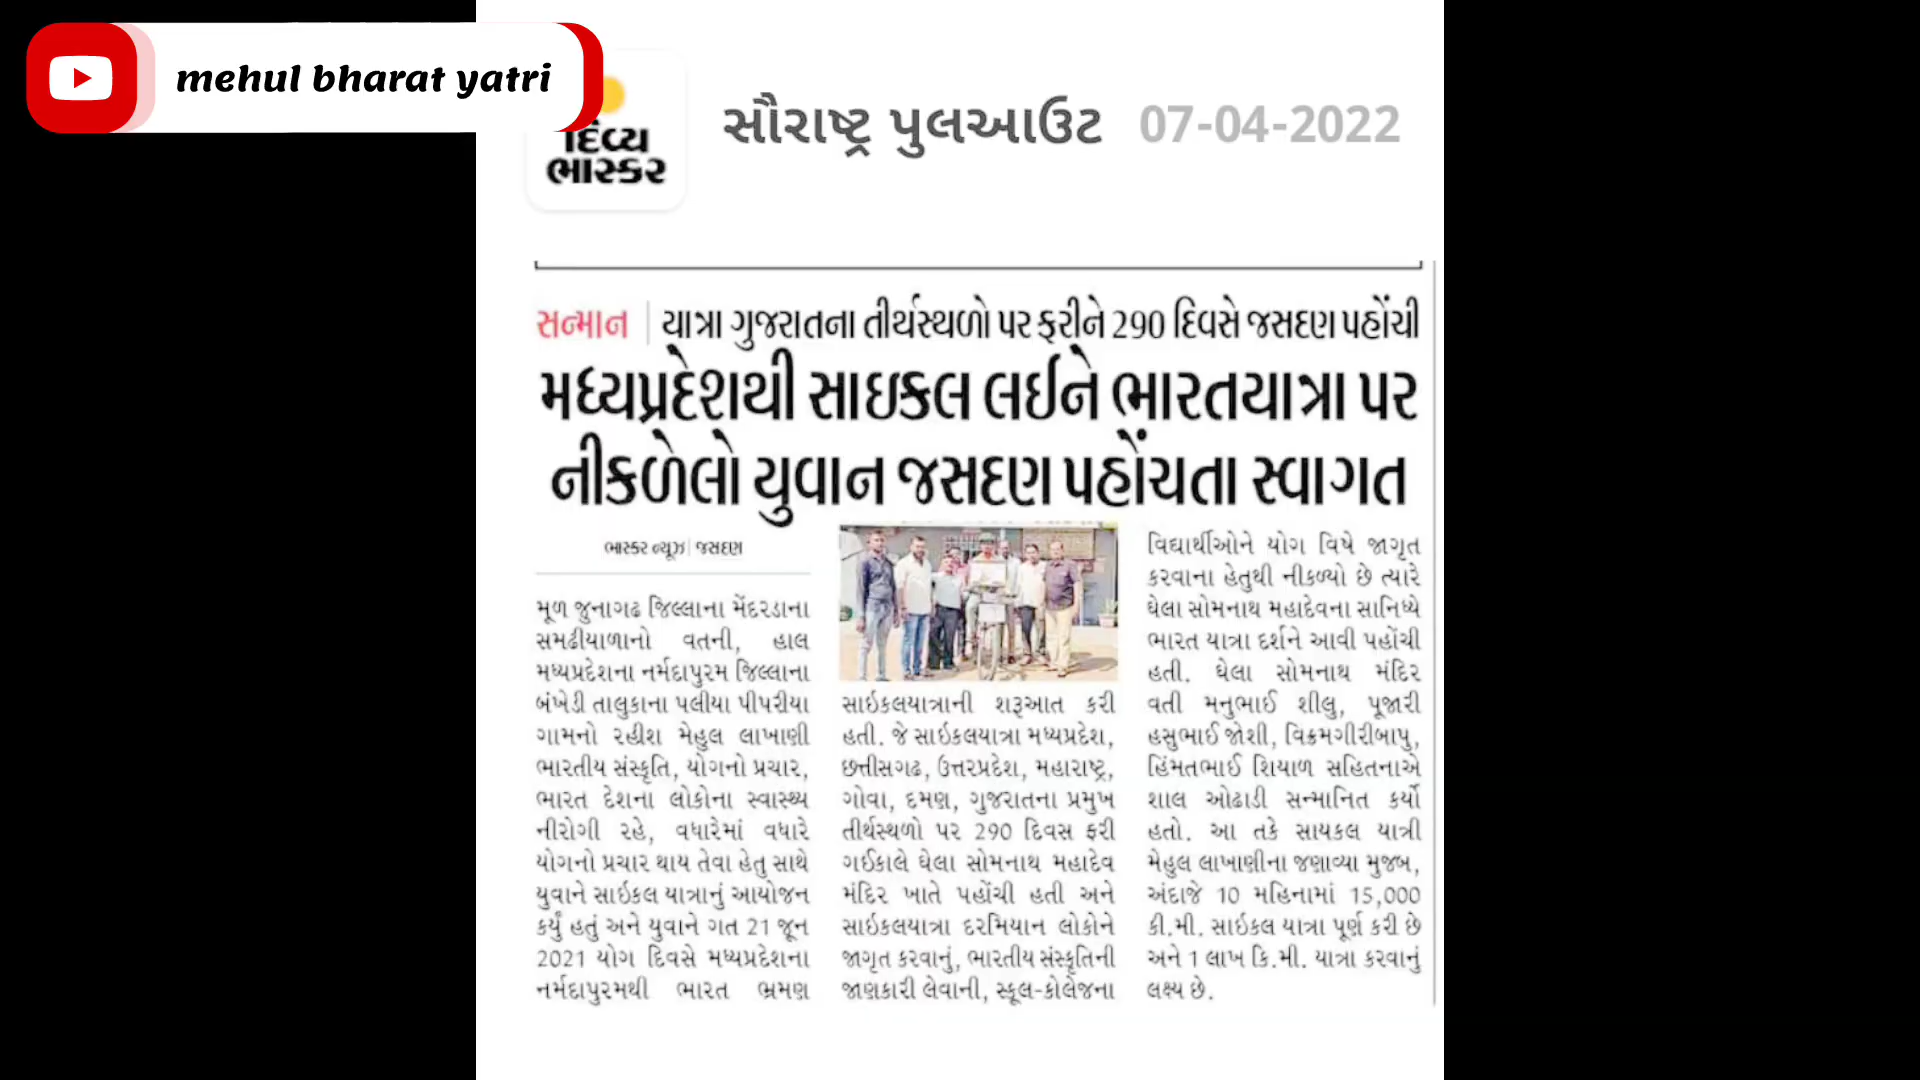 mehul bharat yatri
દિવ્ય
ભાસ્કર
સૌરાષ્ટ્ર પુલઆઉટ 07-04-2022
સન્માન | યાત્રા ગુજરાતના તીર્થસ્થળો પર ફરીને 290 દિવસે જસદણ પહોંચી
મધ્યપ્રદેશથી સાઇકલ લઈને ભારતયાત્રા પર
નીકળેલો યુવાન જસદણ પહોંચતા સ્વાગત
ભાસ્કર ન્યૂઝ | જસદણ
મૂળ જુનાગઢ જિલ્લાના મેંદરડાના
સમઢીયાળાનો વતની, હાલ
મધ્યપ્રદેશના નર્મદાપુરમ જિલ્લાના
બંખેડી તાલુકાના પલીયા પીપરીયા
ગામનો રહીશ મેહુલ લાખાણી
ભારતીય સંસ્કૃતિ, યોગનો પ્રચાર,
ભારત દેશના લોકોના સ્વાસ્થ્ય
નીરોગી રહે, વધારેમાં વધારે
યોગનો પ્રચાર થાય તેવા હેતુ સાથે
યુવાને સાઇકલ યાત્રાનું આયોજન
કર્યું હતું અને યુવાને ગત 21 જૂન
2021 યોગ દિવસે મધ્યપ્રદેશના
નર્મદાપુરમથી ભારત ભ્રમણ
સાઇકલયાત્રાની શરૂઆત કરી
હતી. જે સાઇકલયાત્રા મધ્યપ્રદેશ,
છત્તીસગઢ, ઉત્તરપ્રદેશ, મહારાષ્ટ્ર,
ગોવા, દમણ, ગુજરાતના પ્રમુખ
તીર્થસ્થળો પર 290 દિવસ ફરી
ગઈકાલે ઘેલા સોમનાથ મહાદેવ
મંદિર ખાતે પહોંચી હતી અને
સાઇકલયાત્રા દરમિયાન લોકોને
જાગૃત કરવાનું, ભારતીય સંસ્કૃતિની
જાણકારી લેવાની, સ્કૂલ-કોલેજના
વિદ્યાર્થીઓને યોગ વિષે જાગૃત
કરવાના હેતુથી નીકળ્યો છે ત્યારે
ઘેલા સોમનાથ મહાદેવના સાનિધ્યે
ભારત યાત્રા દર્શને આવી પહોંચી
હતી. ઘેલા સોમનાથ મંદિર
વતી મનુભાઈ શીલુ, પૂજારી
હસુભાઈ જોશી, વિક્રમગીરીબાપુ,
હિંમતભાઈ શિયાળ સહિતનાએ
શાલ ઓઢાડી સન્માનિત કર્યો
હતો. આ તકે સાયકલ યાત્રી
મેહુલ લાખાણીના જણાવ્યા મુજબ,
અંદાજે 10 મહિનામાં 15,000
કી.મી. સાઇકલ યાત્રા પૂર્ણ કરી છે
અને 1 લાખ કિ.મી. યાત્રા કરવાનું
લક્ષ્ય છે.